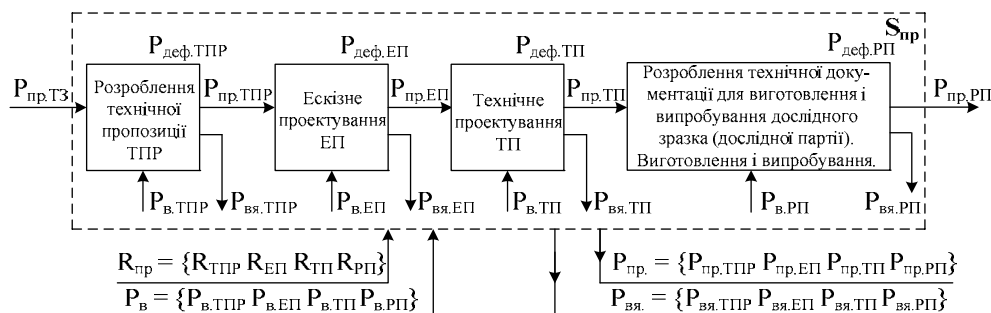 Sпр
Pдеф.ТПР Pдеф.ЕП Pдеф.ТП Pдеф.РП
Pпр.ТЗ
Розроблення
технічної
пропозиції
ТПР
Pпр.ТПР
Ескізне
проектування
ЕП
Pпр.ЕП
Технічне
проектування
ТП
Pпр.ТП
Розроблення технічної доку-
ментації для виготовлення і
випробування дослідного
зразка (дослідної партії).
Виготовлення і випробування.
Pпр.РП
Pв.ТПР Pвя.ТПР Pв.ЕП Pвя.ЕП Pв.ТП Pвя.ТП Pв.РП Pвя.РП
Rпр = {RТПР RЕП RТП RРП}
Pв = {Pв.ТПР Pв.ЕП Pв.ТП Pв.РП}
Pпр. = {Pпр.ТПР Pпр.ЕП Pпр.ТП Pпр.РП}
Pвя. = {Pвя.ТПР Pвя.ЕП Pвя.ТП Pвя.РП}